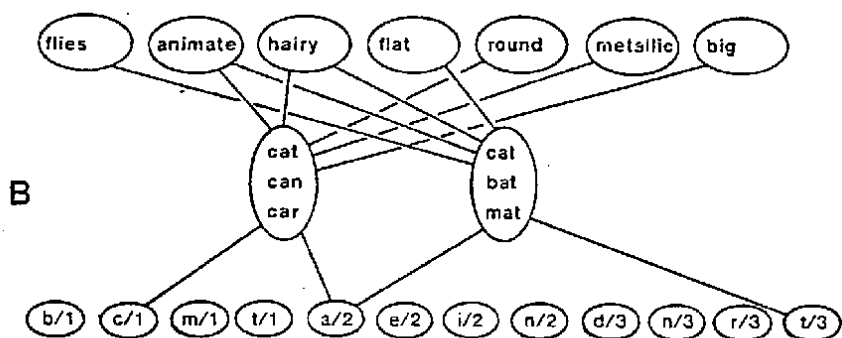 flies animate hairy flat round metallic big
cat cat
can bat
B
car mat
b/1 c/1 m/1 t/1 a/2 e/2 i/2 n/2 d/3 n/3 r/3 t/3